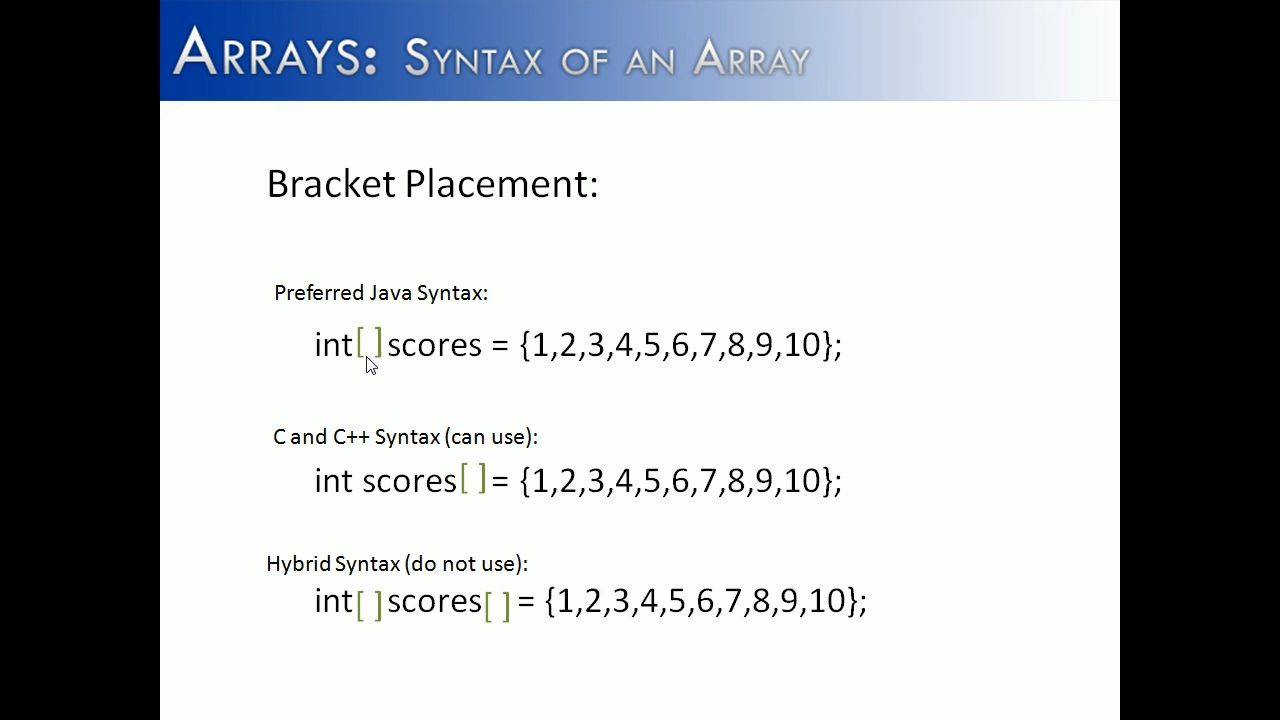 ARRAYS: SYNTAX OF AN ARRAY
Bracket Placement:
Preferred Java Syntax:
int[ ]scores = {1,2,3,4,5,6,7,8,9,10};
C and C++ Syntax (can use):
int scores[ ]= {1,2,3,4,5,6,7,8,9,10};
Hybrid Syntax (do not use):
int[ ]scores[ ] = {1,2,3,4,5,6,7,8,9,10};